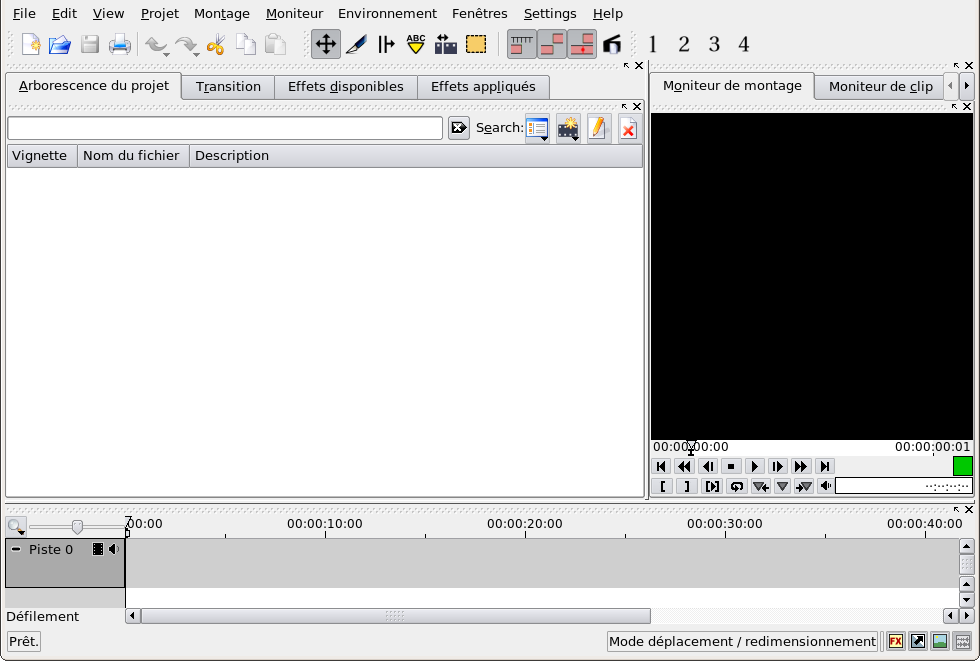 File Edit View Projet Montage Moniteur Environnement Fenêtres Settings Help
ABC 1 2 3 4
Arborescence du projet Transition Effets disponibles Effets appliqués Moniteur de montage Moniteur de clip
Search:
Vignette Nom du fichier Description
00:00:00:00 00:00:00:01
--:--:--:--
00:00 00:00:10:00 00:00:20:00 00:00:30:00 00:00:40:00
Piste 0
Défilement
Prêt. Mode déplacement / redimensionnement FX